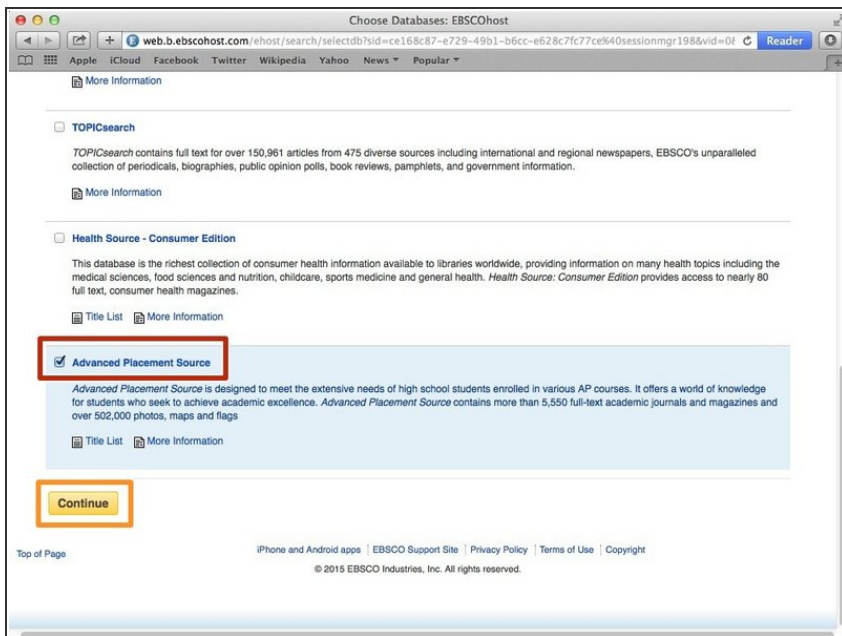 Choose Databases: EBSCOhost
web.b.ebscohost.com/ehost/search/selectdb?sid=ce168c87-e729-49b1-b6cc-e628c7fc77ce%40sessionmgr198&vid=0&
Reader
Apple iCloud Facebook Twitter Wikipedia Yahoo News Popular
More Information
TOPICsearch
TOPICsearch contains full text for over 150,961 articles from 475 diverse sources including international and regional newspapers, EBSCO's unparalleled
collection of periodicals, biographies, public opinion polls, book reviews, pamphlets, and government information.
More Information
Health Source - Consumer Edition
This database is the richest collection of consumer health information available to libraries worldwide, providing information on many health topics including the
medical sciences, food sciences and nutrition, childcare, sports medicine and general health. Health Source: Consumer Edition provides access to nearly 80
full text, consumer health magazines.
Title List More Information
Advanced Placement Source
Advanced Placement Source is designed to meet the extensive needs of high school students enrolled in various AP courses. It offers a world of knowledge
for students who seek to achieve academic excellence. Advanced Placement Source contains more than 5,550 full-text academic journals and magazines and
over 502,000 photos, maps and flags
Title List More Information
Continue
Top of Page
iPhone and Android apps EBSCO Support Site Privacy Policy Terms of Use Copyright
© 2015 EBSCO Industries, Inc. All rights reserved.